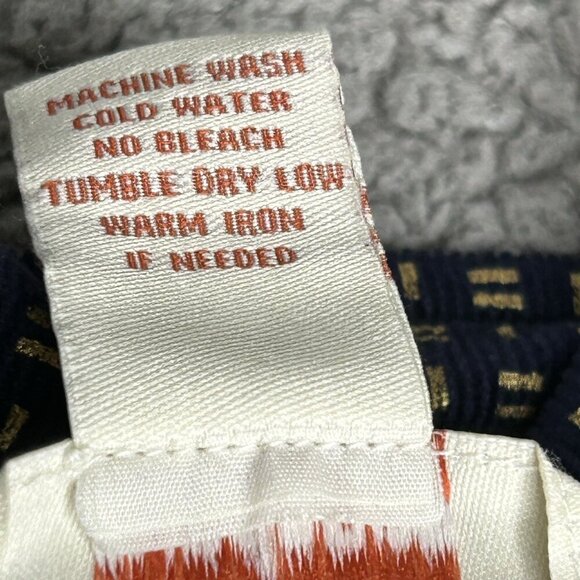 MACHINE WASH
COLD WATER
NO BLEACH
TUMBLE DRY LOW
WARM IRON
IF NEEDED